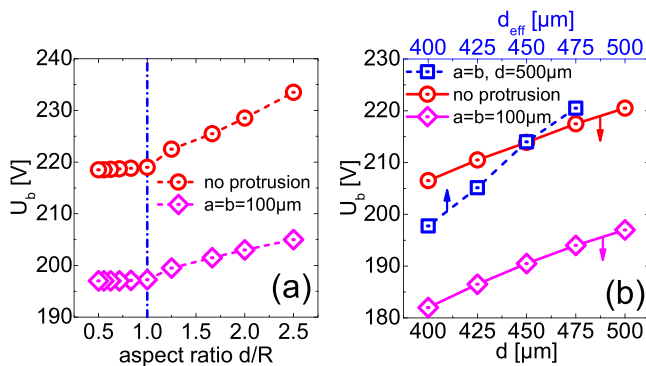 d_eff [µm]
400 425 450 475 500
240
230
220
210
200
190
U_b [V]
no protrusion
a=b=100µm
(a)
0.5 1.0 1.5 2.0 2.5
aspect ratio d/R
230
220
210
200
190
180
U_b [V]
a=b, d=500µm
no protrusion
a=b=100µm
(b)
400 425 450 475 500
d [µm]